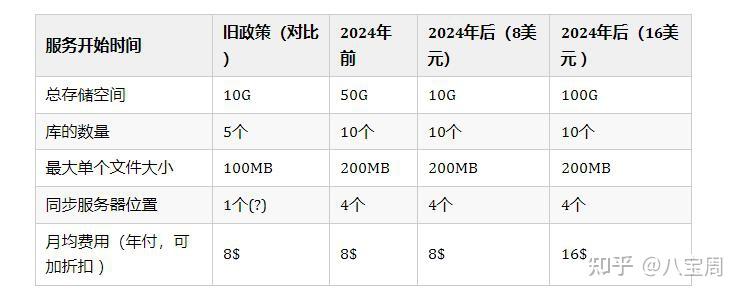 服务开始时间 旧政策（对比） 2024年前 2024年后（8美元） 2024年后（16美元 ）
总存储空间 10G 50G 10G 100G
库的数量 5个 10个 10个 10个
最大单个文件大小 100MB 200MB 200MB 200MB
同步服务器位置 1个(?) 4个 4个 4个
月均费用（年付，可加折扣 ） 8$ 8$ 8$ 16$
知乎 @八宝周